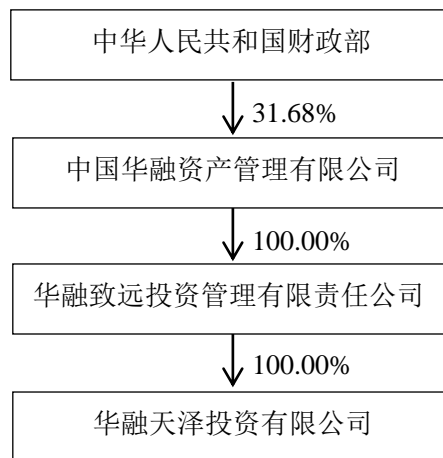 中华人民共和国财政部
31.68%
中国华融资产管理有限公司
100.00%
华融致远投资管理有限责任公司
100.00%
华融天泽投资有限公司